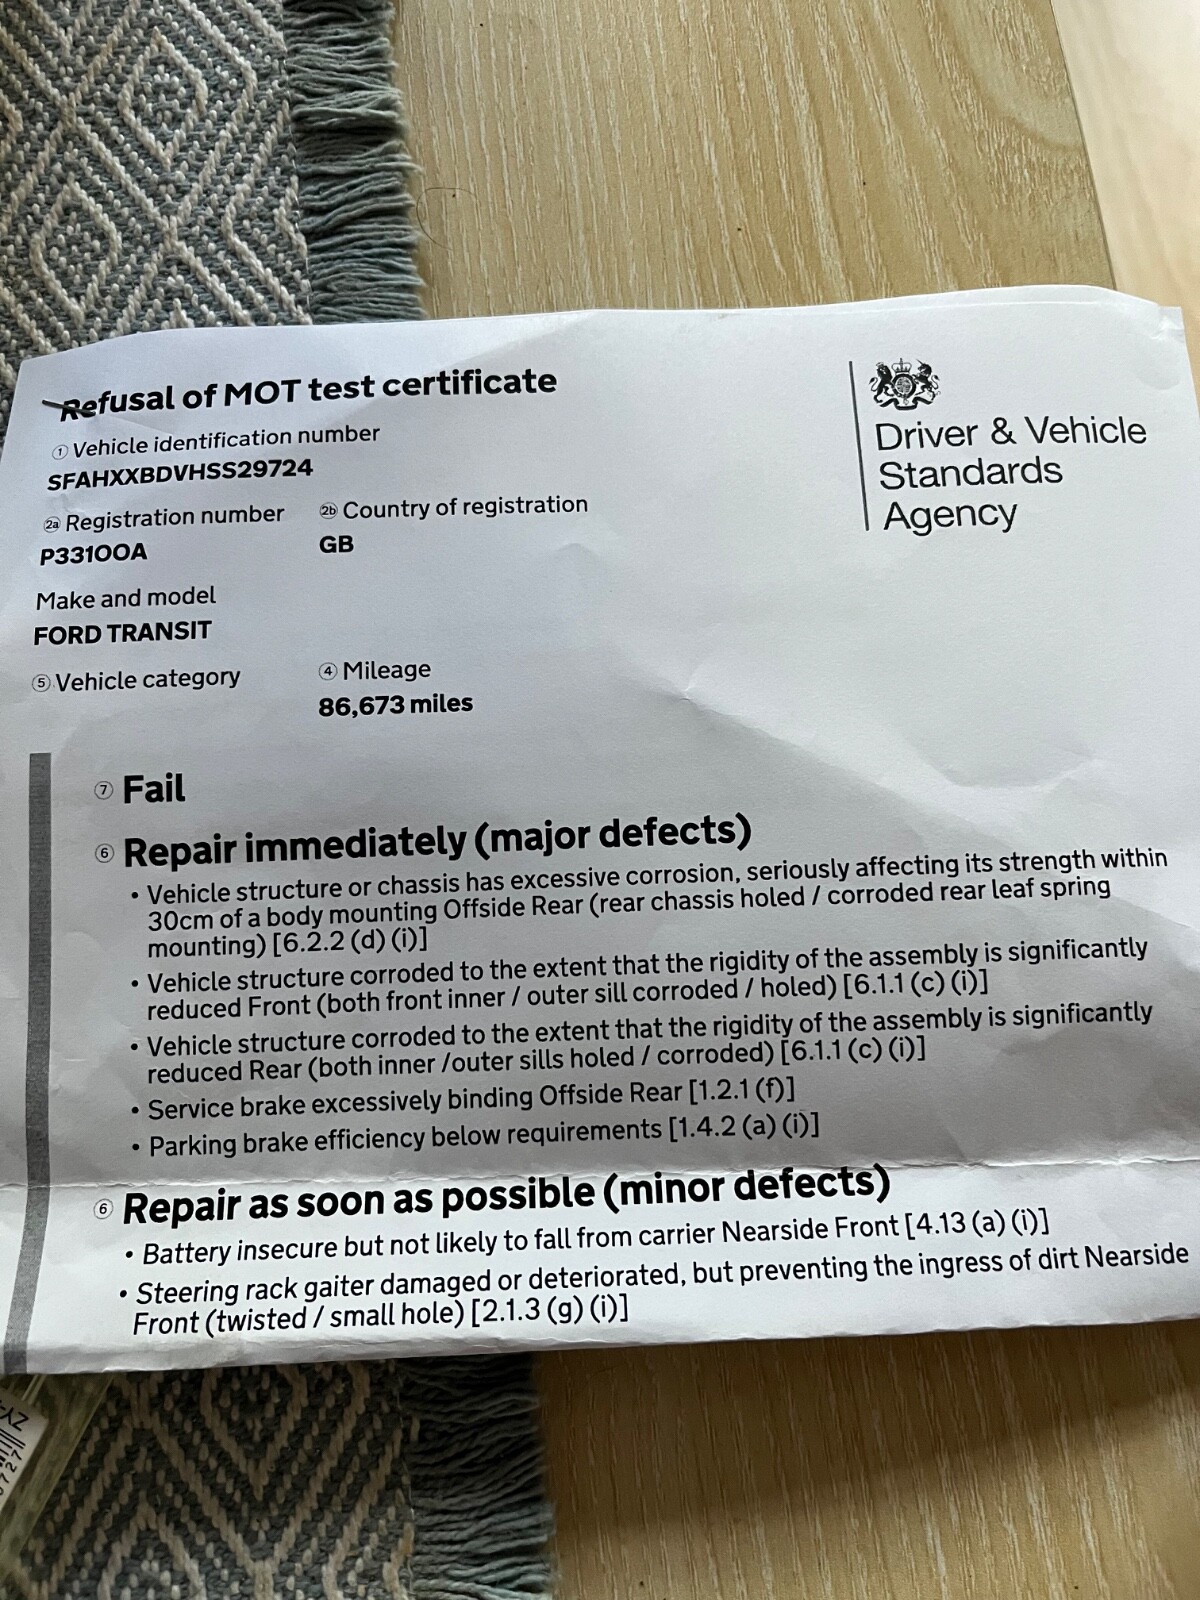 Refusal of MOT test certificate
Driver & Vehicle
Standards
Agency
1 Vehicle identification number
SFAHXXBDVHSS29724
2a Registration number 2b Country of registration
P331OOA GB
Make and model
FORD TRANSIT
5 Vehicle category 4 Mileage
86,673 miles
7 Fail
6 Repair immediately (major defects)
• Vehicle structure or chassis has excessive corrosion, seriously affecting its strength within
30cm of a body mounting Offside Rear (rear chassis holed / corroded rear leaf spring
mounting) [6.2.2 (d) (i)]
• Vehicle structure corroded to the extent that the rigidity of the assembly is significantly
reduced Front (both front inner / outer sill corroded / holed) [6.1.1 (c) (i)]
• Vehicle structure corroded to the extent that the rigidity of the assembly is significantly
reduced Rear (both inner /outer sills holed / corroded) [6.1.1 (c) (i)]
• Service brake excessively binding Offside Rear [1.2.1 (f)]
• Parking brake efficiency below requirements [1.4.2 (a) (i)]
6 Repair as soon as possible (minor defects)
• Battery insecure but not likely to fall from carrier Nearside Front [4.13 (a) (i)]
• Steering rack gaiter damaged or deteriorated, but preventing the ingress of dirt Nearside
Front (twisted / small hole) [2.1.3 (g) (i)]